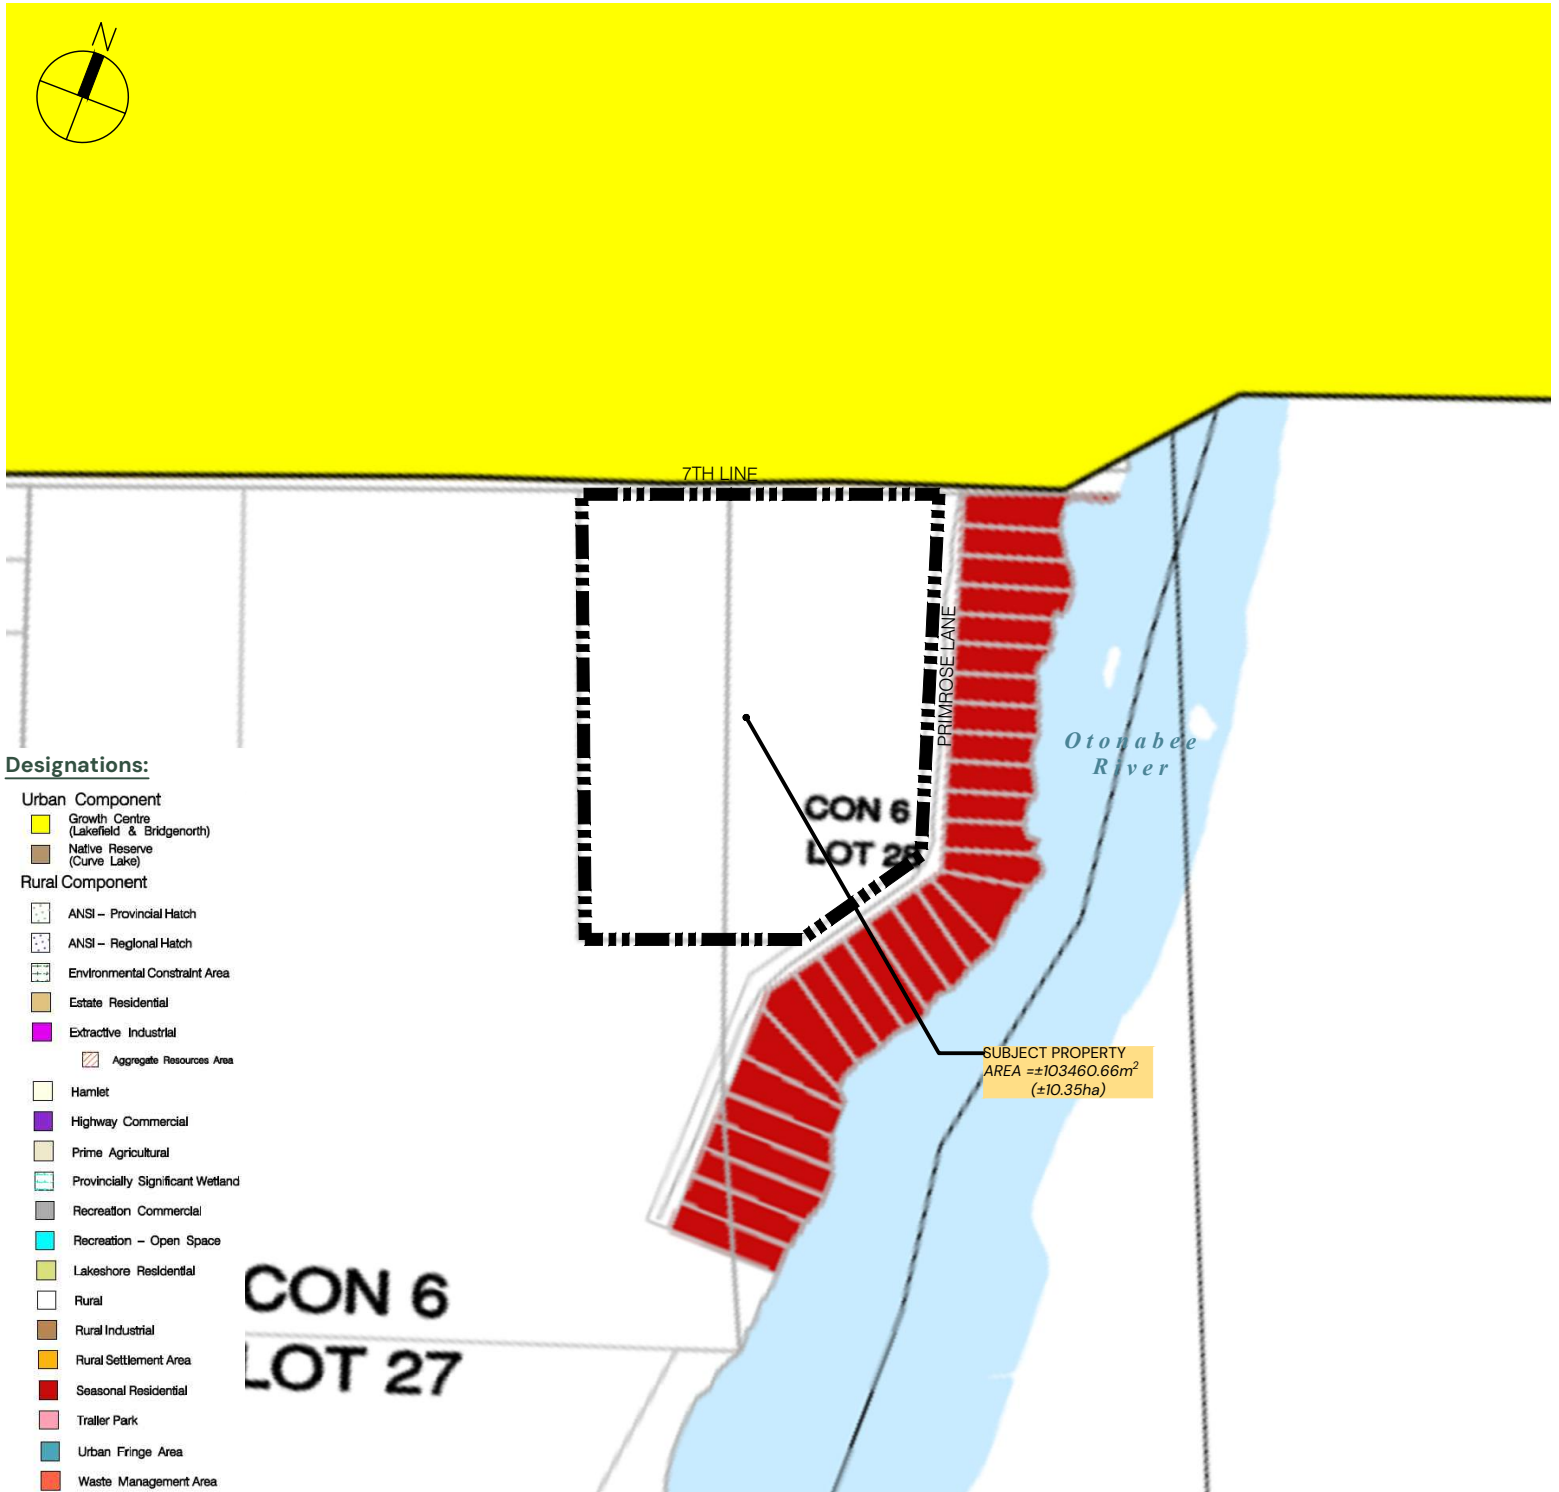 N
7TH LINE
PRIMROSE LANE
Otonabee
River
CON 6
LOT 28
SUBJECT PROPERTY
AREA =±103460.66m²
(±10.35ha)
CON 6
LOT 27
Designations:
Urban Component
Growth Centre
(Lakefield & Bridgenorth)
Native Reserve
(Curve Lake)
Rural Component
ANSI – Provincial Hatch
ANSI – Regional Hatch
Environmental Constraint Area
Estate Residential
Extractive Industrial
Aggregate Resources Area
Hamlet
Highway Commercial
Prime Agricultural
Provincially Significant Wetland
Recreation Commercial
Recreation – Open Space
Lakeshore Residential
Rural
Rural Industrial
Rural Settlement Area
Seasonal Residential
Trailer Park
Urban Fringe Area
Waste Management Area